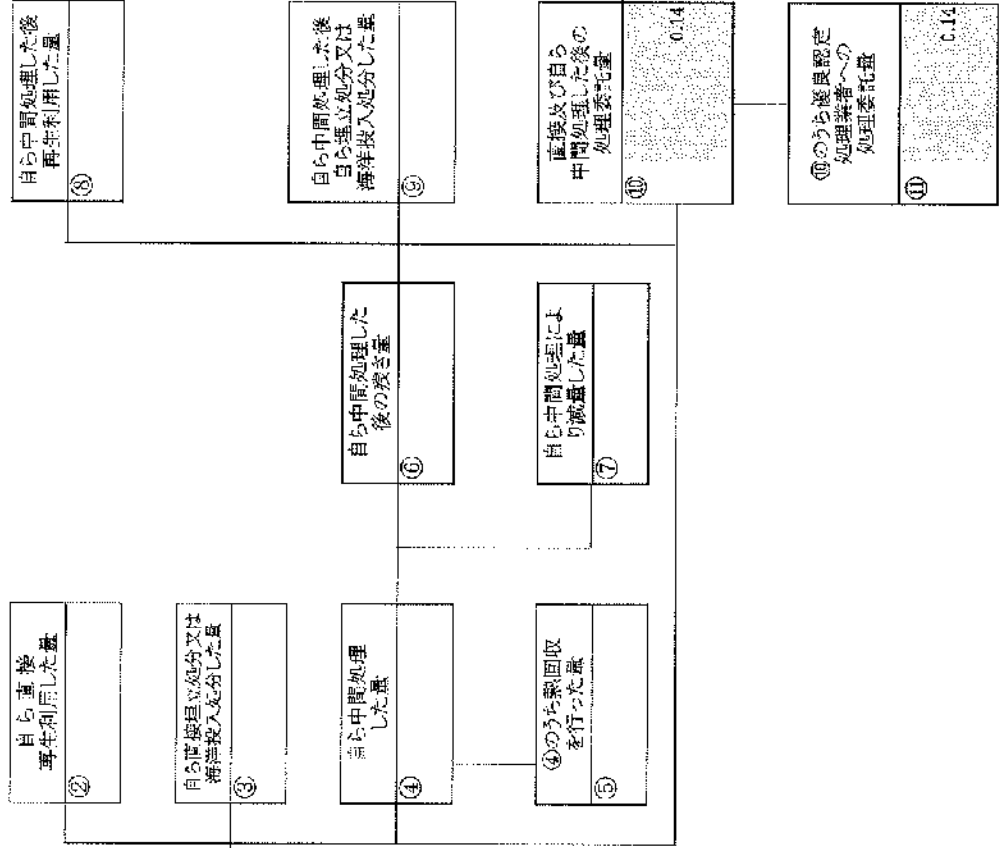 自ら直接
再生利用した量
②
自ら直接埋立処分又は
海洋投入処分した量
③
自ら中間処理
した量
④
④のうち熱回収
を行った量
⑤
自ら中間処理した
後の残さ量
⑥
自ら中間処理によ
り減量した量
⑦
自ら中間処理した後
再生利用した量
⑧
自ら中間処理した後
自ら埋立処分又は
海洋投入処分した量
⑨
直接及び自ら
中間処理した後の
処理委託量
⑩
0.14
⑩のうち優良認定
処理業者への
処理委託量
⑪
0.14